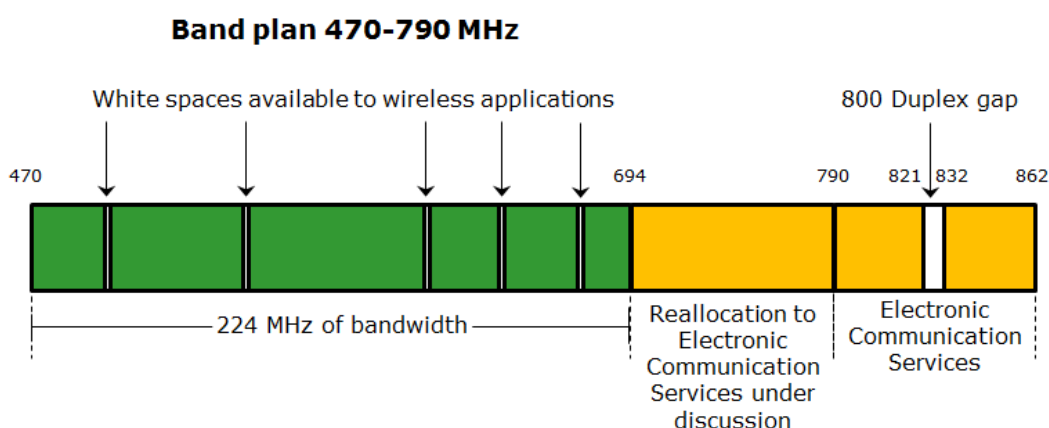 Band plan 470-790 MHz
White spaces available to wireless applications
800 Duplex gap
470
694
790
821
832
862
224 MHz of bandwidth
Reallocation to
Electronic
Communication
Services under
discussion
Electronic
Communication
Services